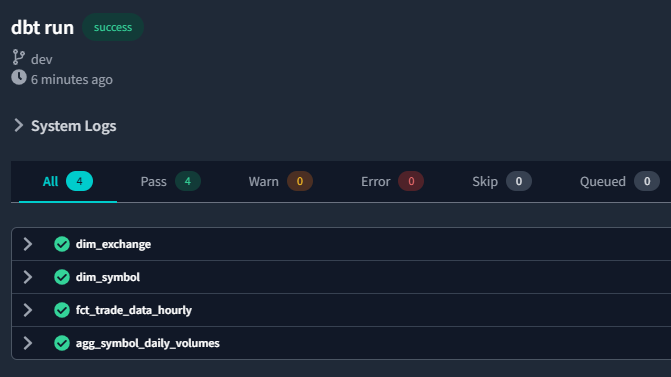 dbt run success
dev
6 minutes ago
System Logs
All 4 Pass 4 Warn 0 Error 0 Skip 0 Queued 0
dim_exchange
dim_symbol
fct_trade_data_hourly
agg_symbol_daily_volumes